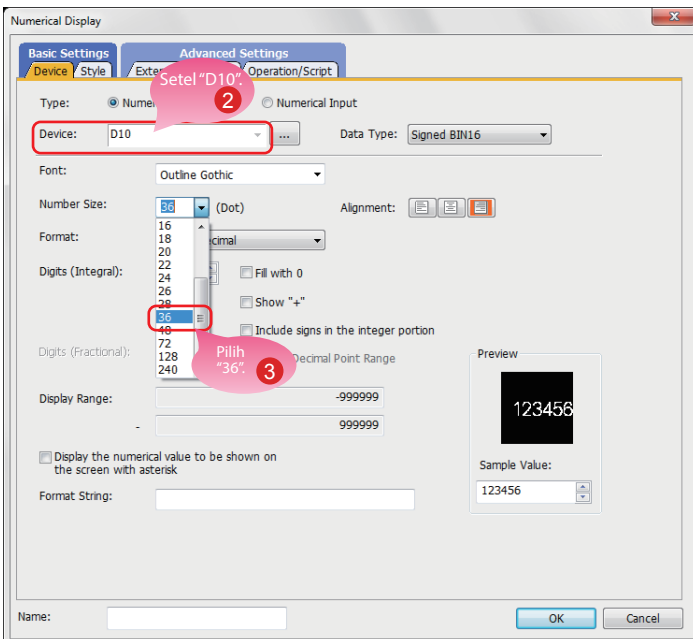 Numerical Display
Basic Settings Advanced Settings
Device Style Exte Operation/Script
Setel "D10".
2
Type: Nume Numerical Input
Device: D10 ... Data Type: Signed BIN16
Font: Outline Gothic
Number Size: 36 (Dot) Alignment:
16
Format: 18 cimal
20
Digits (Integral): 22 Fill with 0
24
26
28 Show "+"
36
48 Include signs in the integer portion
Digits (Fractional): 72 Decimal Point Range
128
240
Pilih
"36".
3
Preview
123456
Display Range: -999999
- 999999
Display the numerical value to be shown on
the screen with asterisk
Sample Value:
123456
Format String:
Name: OK Cancel